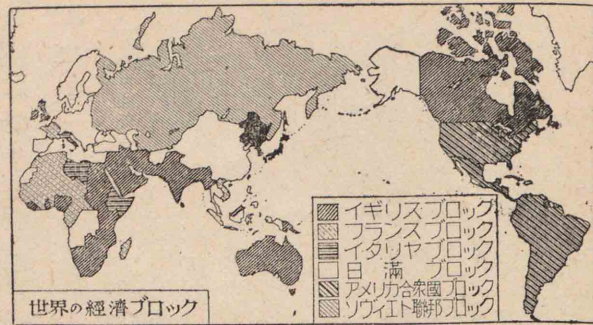 イギリスブロック
フランスブロック
イタリヤブロック
日滿ブロック
アメリカ合衆國ブロック
ソヴィエト聯邦ブロック
世界の經濟ブロック